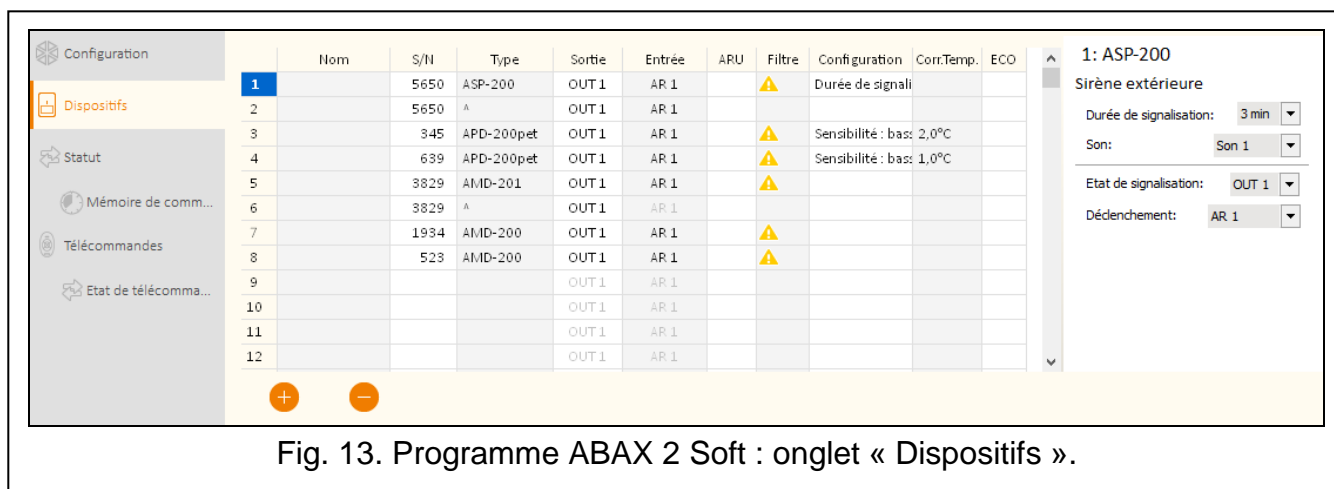 Configuration
Dispositifs
Statut
Mémoire de comm...
Télécommandes
Etat de télécomma...
Nom S/N Type Sortie Entrée ARU Filtre Configuration Corr.Temp. ECO
1 5650 ASP-200 OUT 1 AR 1 Durée de signali
2 5650 ^ OUT 1 AR 1
3 345 APD-200pet OUT 1 AR 1 Sensibilité : bas: 2,0°C
4 639 APD-200pet OUT 1 AR 1 Sensibilité : bas: 1,0°C
5 3829 AMD-201 OUT 1 AR 1
6 3829 ^ OUT 1 AR 1
7 1934 AMD-200 OUT 1 AR 1
8 523 AMD-200 OUT 1 AR 1
9 OUT 1 AR 1
10 OUT 1 AR 1
11 OUT 1 AR 1
12 OUT 1 AR 1
1: ASP-200
Sirène extérieure
Durée de signalisation: 3 min
Son: Son 1
Etat de signalisation: OUT 1
Déclenchement: AR 1
Fig. 13. Programme ABAX 2 Soft : onglet « Dispositifs ».